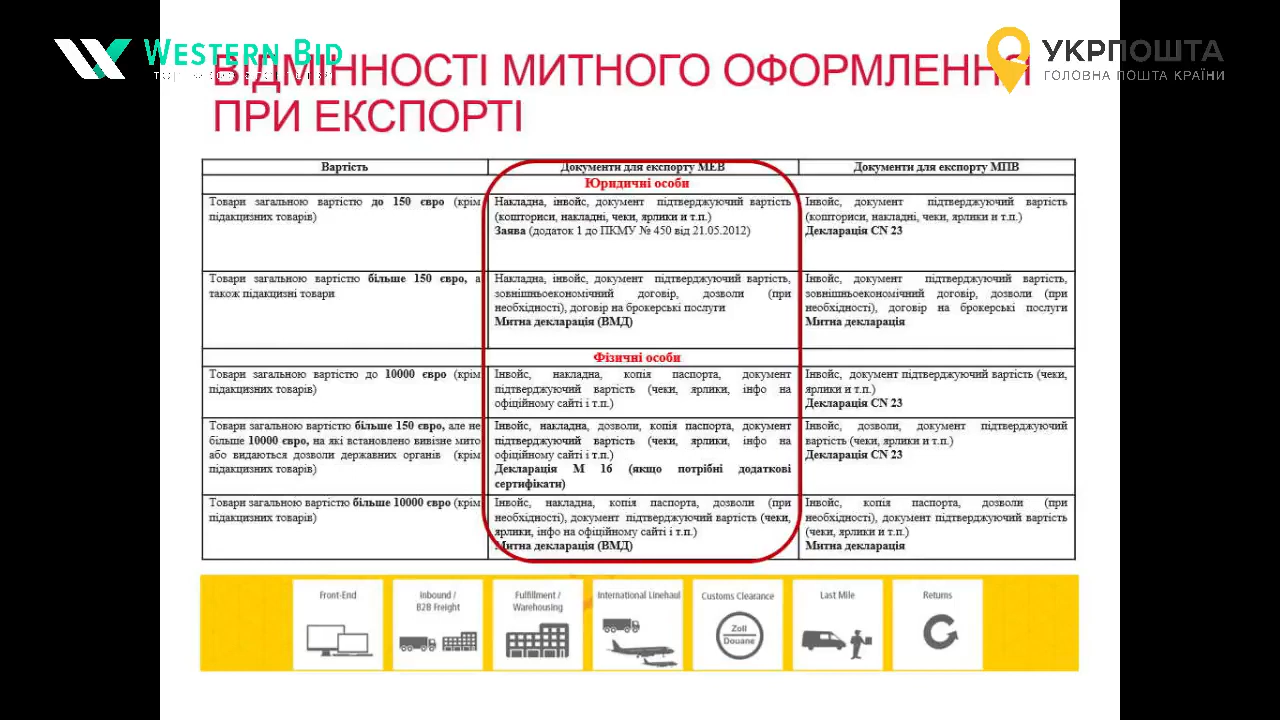 WESTERN BID
УКРПОШТА
ГОЛОВНА ПОШТА КРАЇНИ
ВІДМІННОСТІ МИТНОГО ОФОРМЛЕННЯ
ПРИ ЕКСПОРТІ
Вартість
Документи для експорту МЕВ
Документи для експорту МПВ
Юридичні особи
Товари загальною вартістю до 150 євро (крім
підакцизних товарів)
Накладна, інвойс, документ підтверджуючий вартість
(кошториси, накладні, чеки, ярлики и т.п.)
Заява (додаток 1 до ПКМУ № 450 від 21.05.2012)
Інвойс, документ підтверджуючий вартість
(кошториси, накладні, чеки, ярлики и т.п.)
Декларація CN 23
Товари загальною вартістю більше 150 євро, а
також підакцизні товари
Накладна, інвойс, документ підтверджуючий вартість,
зовнішньоекономічний договір, дозволи (при
необхідності), договір на брокерські послуги
Митна декларація (ВМД)
Інвойс, документ підтверджуючий вартість,
зовнішньоекономічний договір, дозволи (при
необхідності), договір на брокерські послуги
Митна декларація
Фізичні особи
Товари загальною вартістю до 10000 євро (крім
підакцизних товарів)
Інвойс, накладна, копія паспорта, документ
підтверджуючий вартість (чеки, ярлики, інфо на
офіційному сайті і т.п.)
Інвойс, документ підтверджуючий вартість (чеки,
ярлики и т.п.)
Декларація CN 23
Товари загальною вартістю більше 150 євро, але не
більше 10000 євро, на які встановлено вивізне мито
або видаються дозволи державних органів (крім
підакцизних товарів)
Інвойс, накладна, дозволи, копія паспорта, документ
підтверджуючий вартість (чеки, ярлики, інфо на
офіційному сайті і т.п.)
Декларація М 16 (якщо потрібні додаткові
сертифікати)
Інвойс, дозволи, документ підтверджуючий
вартість (чеки, ярлики и т.п.)
Декларація CN 23
Товари загальною вартістю більше 10000 євро (крім
підакцизних товарів)
Інвойс, накладна, копія паспорта, дозволи (при
необхідності), документ підтверджуючий вартість (чеки,
ярлики, інфо на офіційному сайті і т.п.)
Митна декларація (ВМД)
Інвойс, копія паспорта, дозволи (при
необхідності), документ підтверджуючий вартість
(чеки, ярлики и т.п.)
Митна декларація
Front-End
Inbound /
B2B Freight
Fulfillment /
Warehousing
International Linehaul
Customs Clearance
Zoll
Douane
Last Mile
Returns